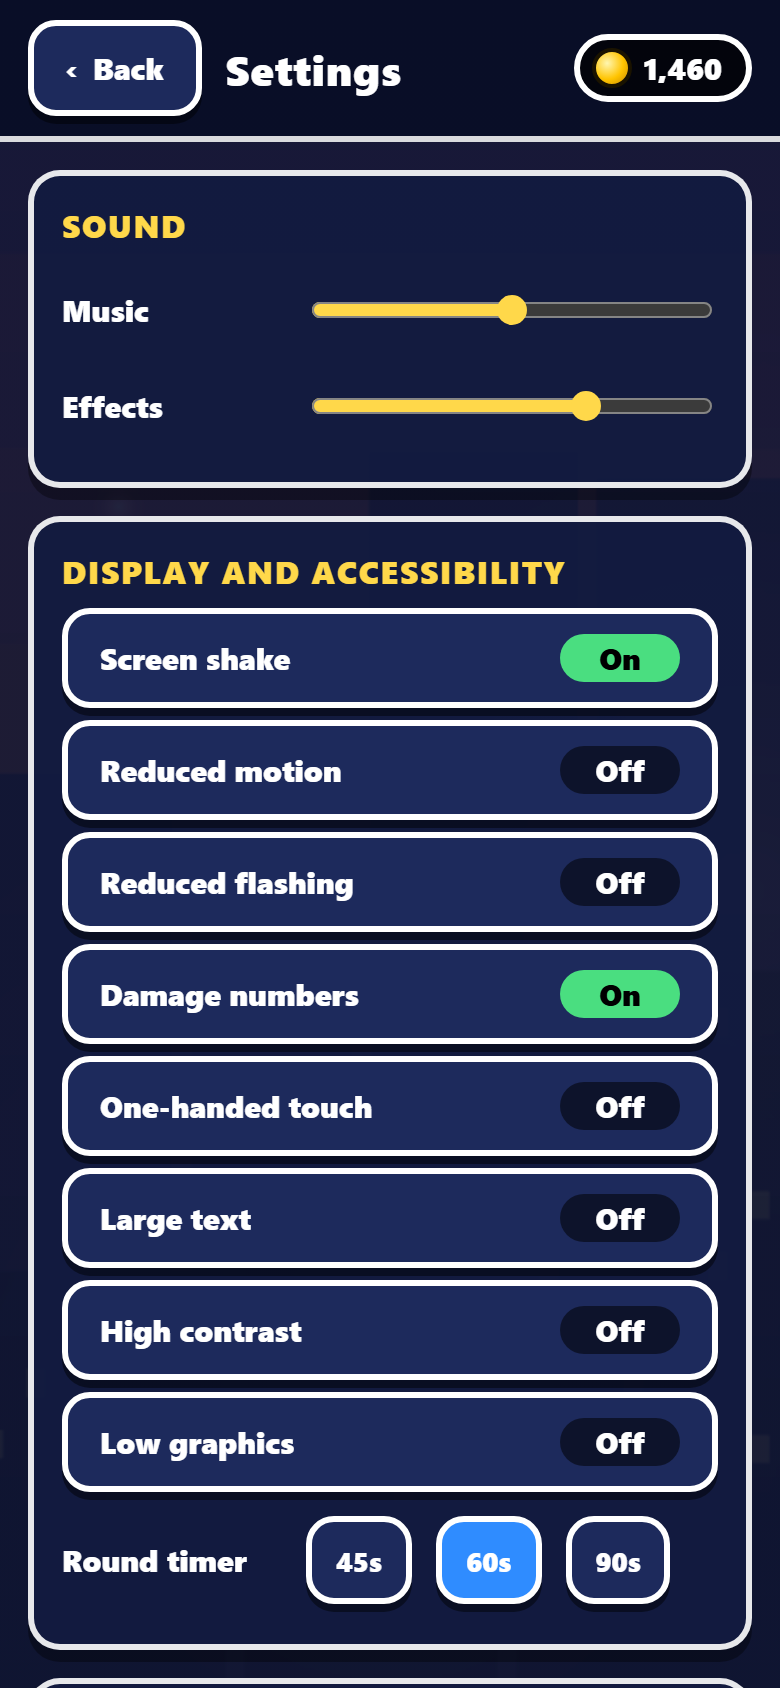 ‹ Back Settings 1,460
SOUND
Music
Effects
DISPLAY AND ACCESSIBILITY
Screen shake On
Reduced motion Off
Reduced flashing Off
Damage numbers On
One-handed touch Off
Large text Off
High contrast Off
Low graphics Off
Round timer 45s 60s 90s